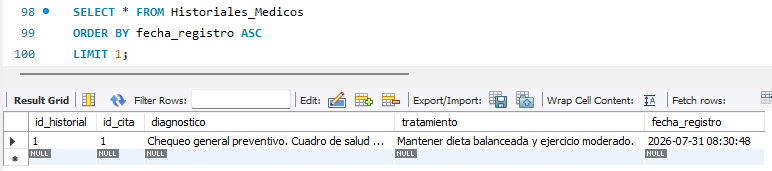 98 SELECT * FROM Historiales_Medicos
99 ORDER BY fecha_registro ASC
100 LIMIT 1;
Result Grid Filter Rows: Edit: Export/Import: Wrap Cell Content: IA Fetch rows:
id_historial id_cita diagnostico tratamiento fecha_registro
1 1 Chequeo general preventivo. Cuadro de salud ... Mantener dieta balanceada y ejercicio moderado. 2026-07-31 08:30:48
NULL NULL NULL NULL NULL